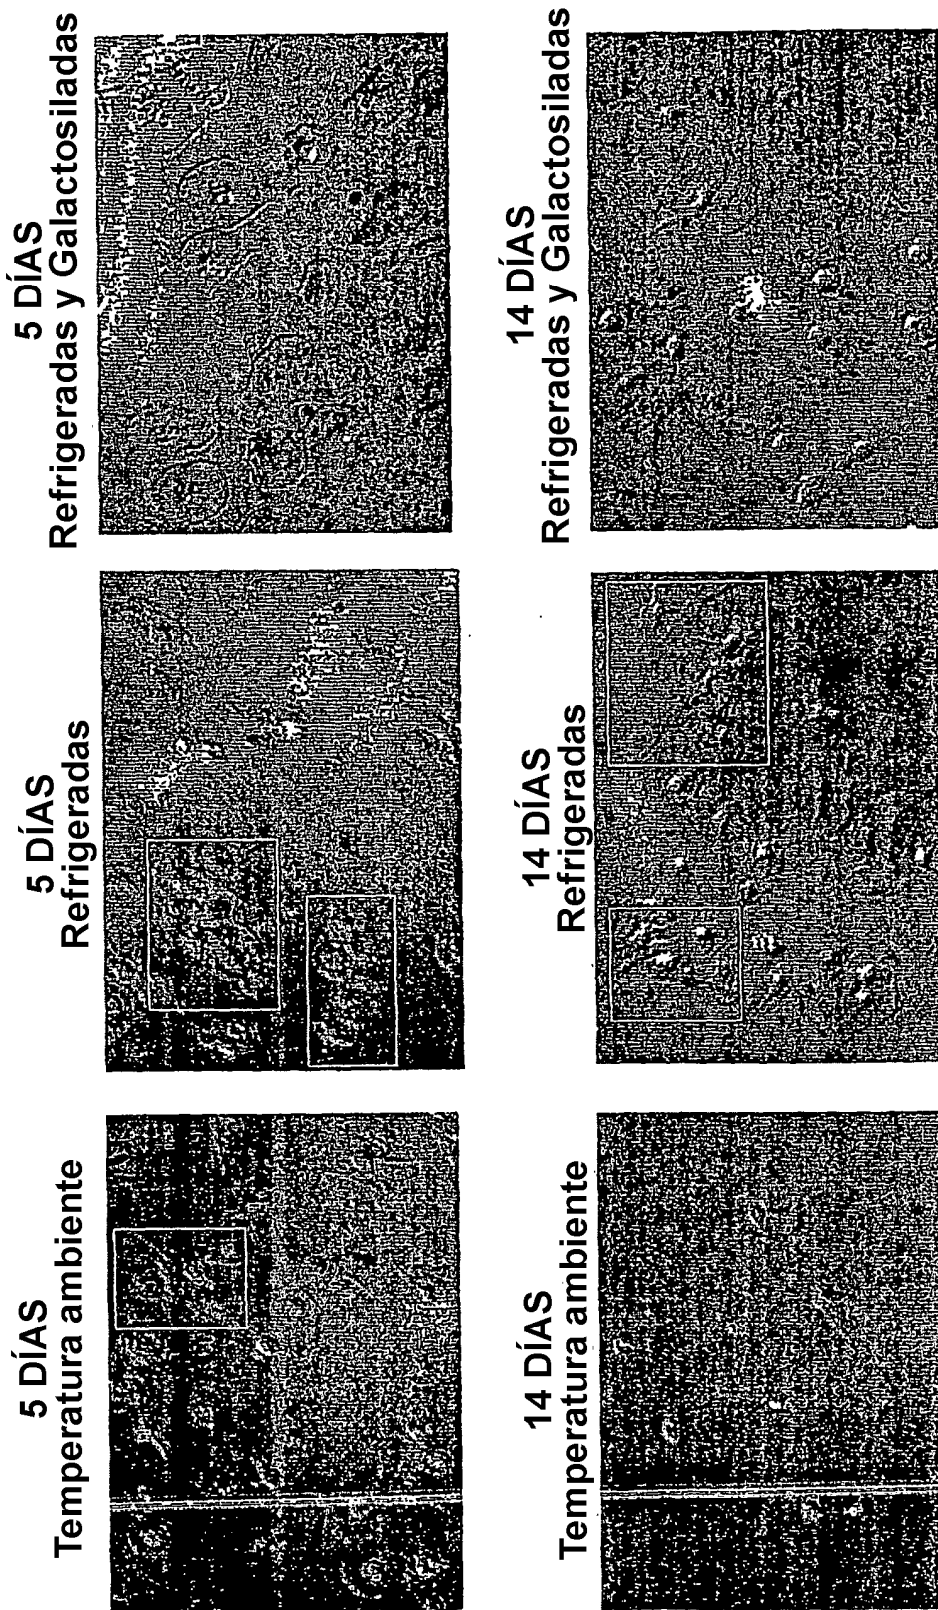 5 DÍAS
Temperatura ambiente
5 DÍAS
Refrigeradas
5 DÍAS
Refrigeradas y Galactosiladas
14 DÍAS
Temperatura ambiente
14 DÍAS
Refrigeradas
14 DÍAS
Refrigeradas y Galactosiladas